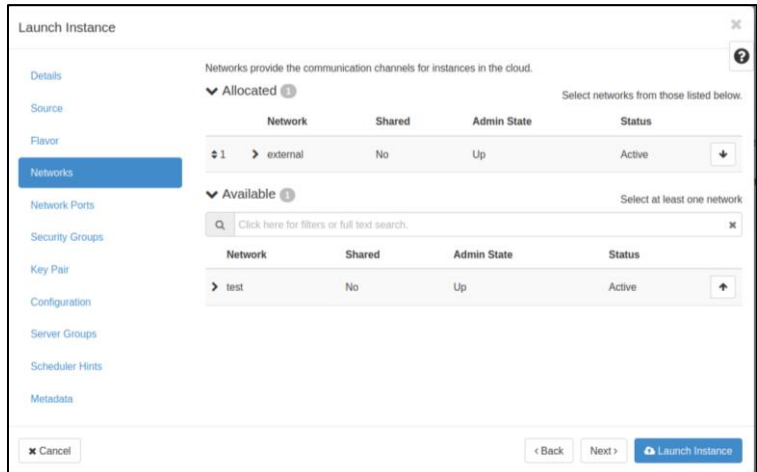 Launch Instance
Details
Source
Flavor
Networks
Network Ports
Security Groups
Key Pair
Configuration
Server Groups
Scheduler Hints
Metadata
Networks provide the communication channels for instances in the cloud.
Allocated 1
Select networks from those listed below.
Network Shared Admin State Status
1 external No Up Active
Available 1
Select at least one network
Click here for filters or full text search.
Network Shared Admin State Status
test No Up Active
Cancel
Back
Next
Launch Instance